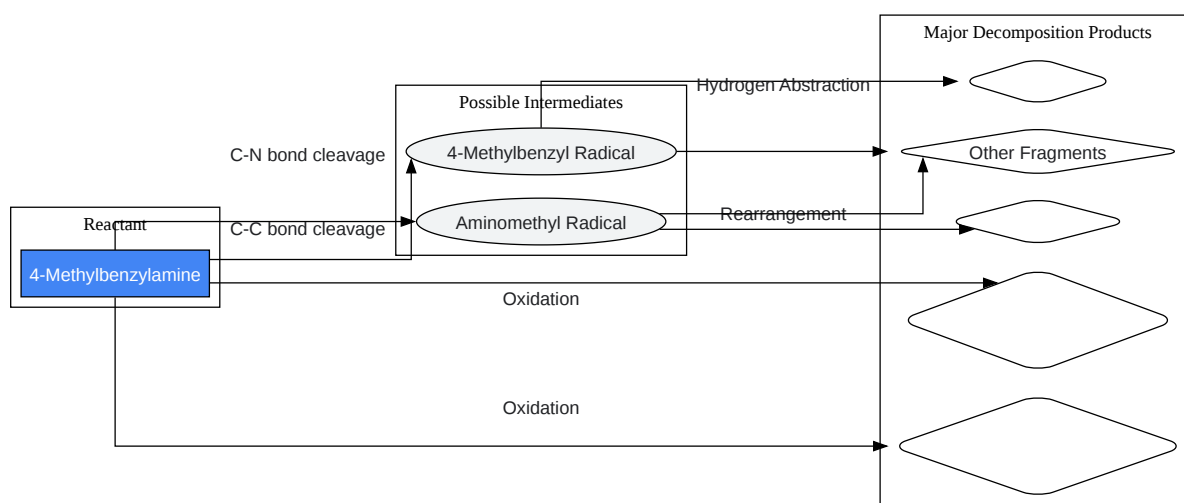 Major Decomposition Products
Hydrogen Abstraction
Possible Intermediates
C-N bond cleavage
4-Methylbenzyl Radical
Other Fragments
Reactant
C-C bond cleavage
Aminomethyl Radical
Rearrangement
4-Methylbenzylamine
Oxidation
Oxidation